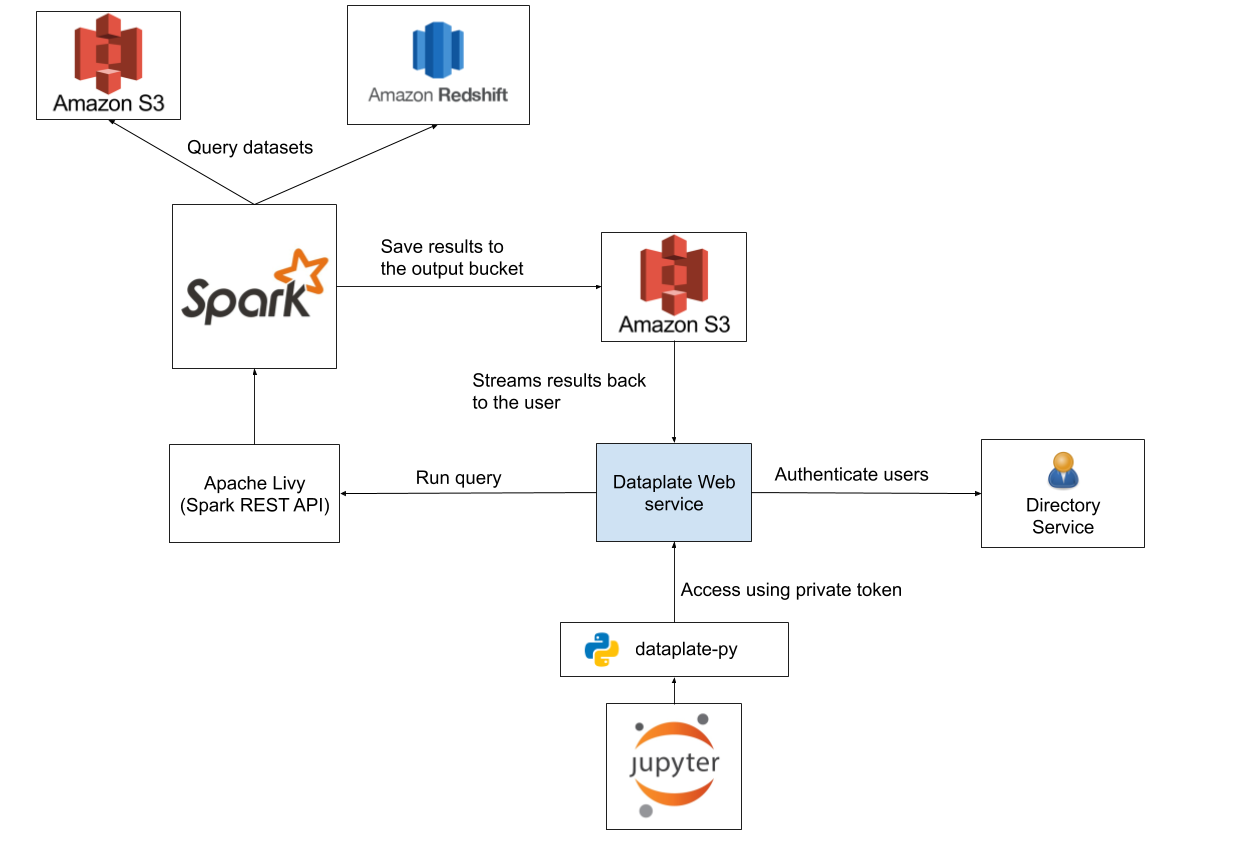 Amazon S3
Amazon Redshift
Query datasets
Spark
Save results to
the output bucket
Amazon S3
Streams results back
to the user
Apache Livy
(Spark REST API)
Run query
Dataplate Web
service
Authenticate users
Directory
Service
Access using private token
dataplate-py
jupyter